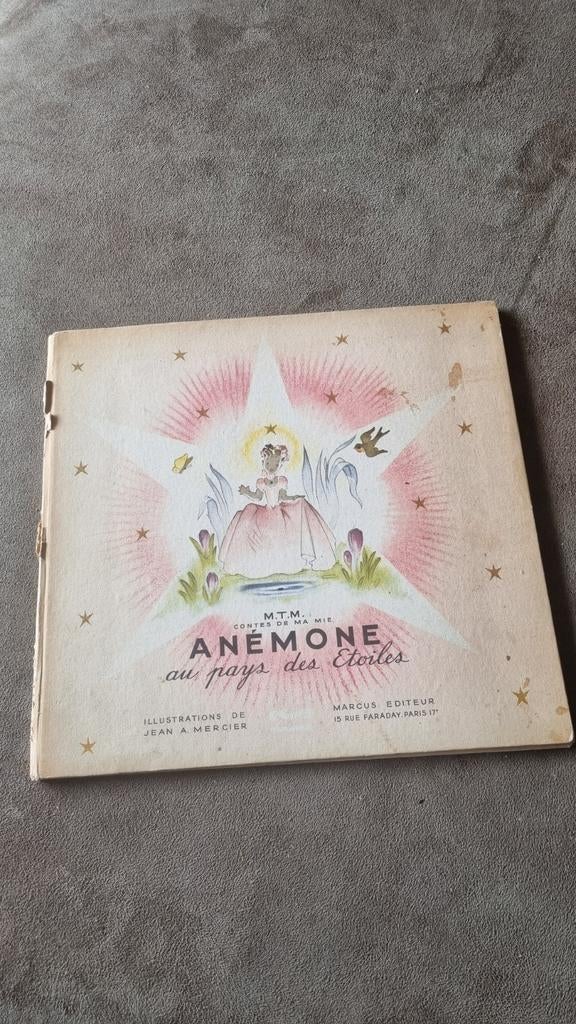 M.T.M.
CONTES DE MA MIE
ANÉMONE
au pays des Etoiles
ILLUSTRATIONS DE
JEAN A. MERCIER
MARCUS EDITEUR
15 RUE FARADAY. PARIS 17ᵉ